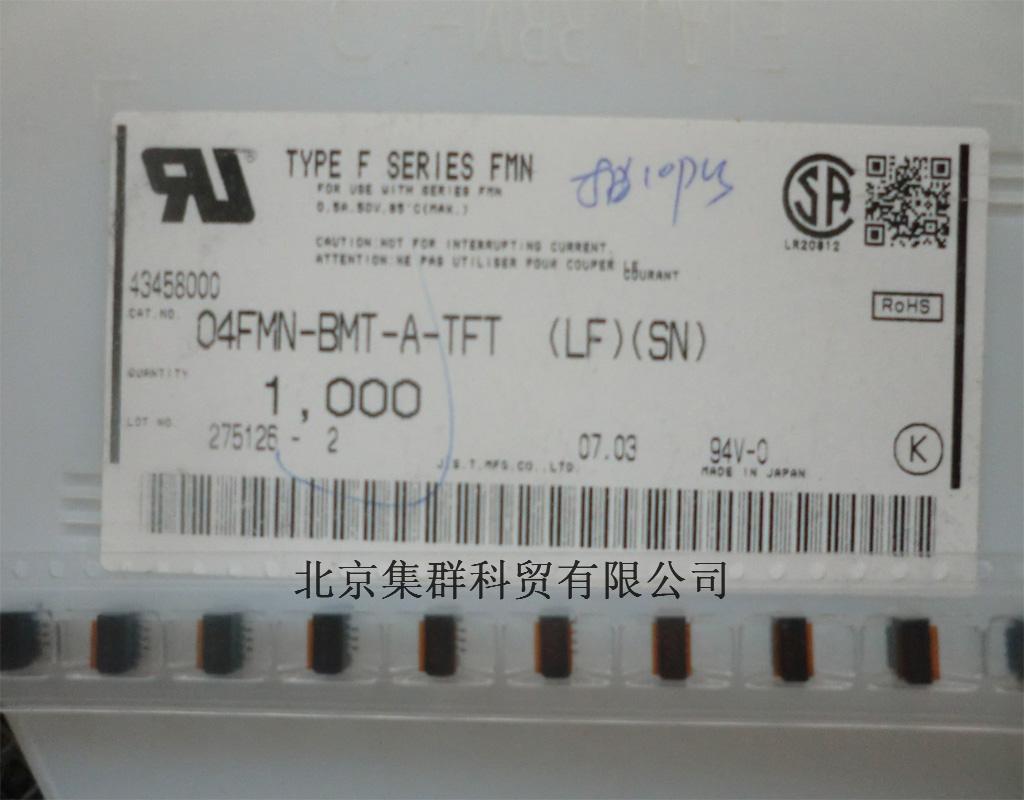 TYPE F SERIES FMN
FOR USE WITH SERIES FMN
0.5A.50V.85°C(MAX.)
CAUTION:NOT FOR INTERRUPTING CURRENT.
ATTENTION:NE PAS UTILISER POUR COUPER LE COURANT
SA
LR20812
43458000
RoHS
CAT.NO.
04FMN-BMT-A-TFT (LF)(SN)
QUANTITY
1,000
LOT NO.
275126 - 2
07.03
94V-0
K
J.S.T.MFG.CO.,LTD.
MADE IN JAPAN
北京集群科贸有限公司